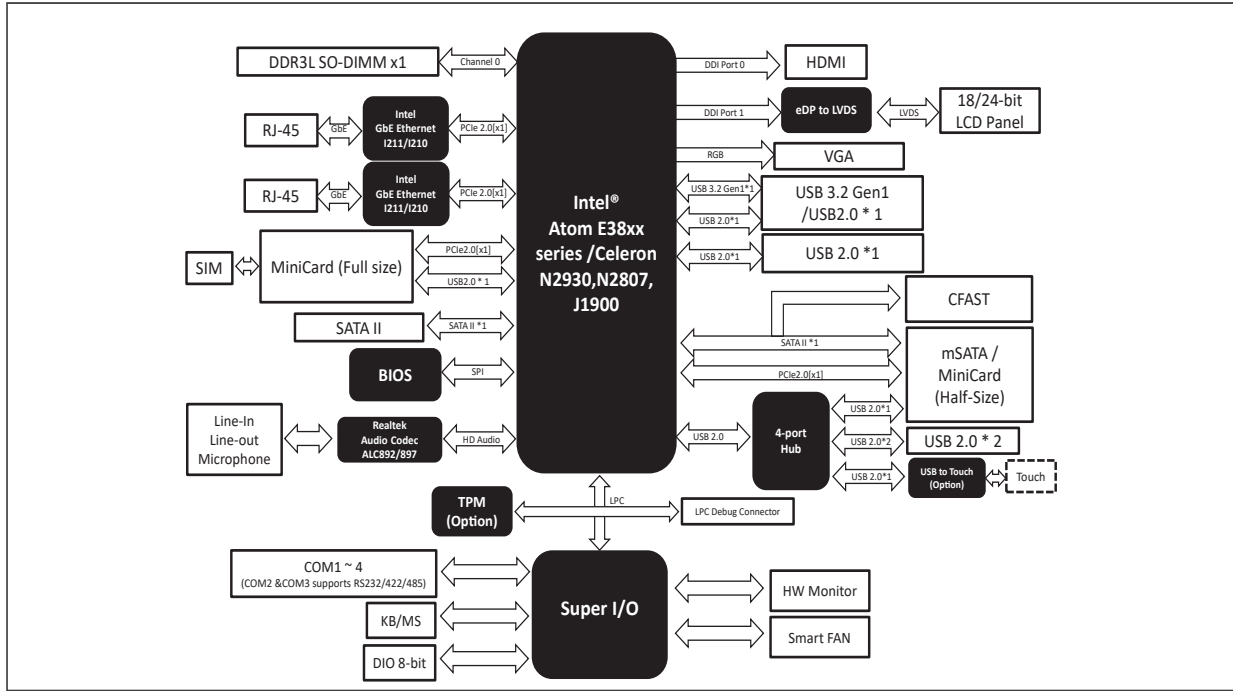 DDR3L SO-DIMM x1
Channel 0
RJ-45
GbE
Intel
GbE Ethernet
I211/I210
PCIe 2.0[x1]
RJ-45
GbE
Intel
GbE Ethernet
I211/I210
PCIe 2.0[x1]
SIM
MiniCard (Full size)
PCIe2.0[x1]
USB2.0 * 1
SATA II
SATA II *1
BIOS
SPI
Line-In
Line-out
Microphone
Realtek
Audio Codec
ALC892/897
HD Audio
Intel®
Atom E38xx
series /Celeron
N2930,N2807,
J1900
DDI Port 0
HDMI
DDI Port 1
eDP to LVDS
LVDS
18/24-bit
LCD Panel
RGB
VGA
USB 3.2 Gen1*1
USB 2.0*1
USB 3.2 Gen1
/USB2.0 * 1
USB 2.0*1
USB 2.0 *1
CFAST
SATA II *1
PCIe2.0[x1]
mSATA /
MiniCard
(Half-Size)
USB 2.0
4-port
Hub
USB 2.0*1
USB 2.0*2
USB 2.0 * 2
USB 2.0*1
USB to Touch
(Option)
Touch
TPM
(Option)
LPC
LPC Debug Connector
COM1 ~ 4
(COM2 &COM3 supports RS232/422/485)
KB/MS
DIO 8-bit
Super I/O
HW Monitor
Smart FAN